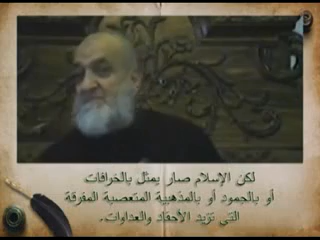 لكن الإسلام صار يمثل بالخرافات
أو بالجمود أو بالمذهبية المتعصبة المفرقة
التي تزيد الأحقاد والعداوات.